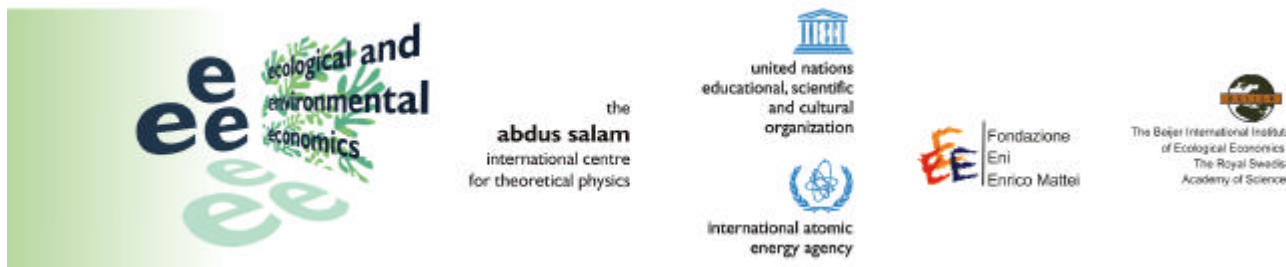 e
eee
ecological and
environmental
economics
the
abdus salam
international centre
for theoretical physics
united nations
educational, scientific
and cultural
organization
international atomic
energy agency
Fondazione
Eni
Enrico Mattei
BEIJER
The Beijer International Institut
of Ecological Economics
The Royal Swedis
Academy of Science